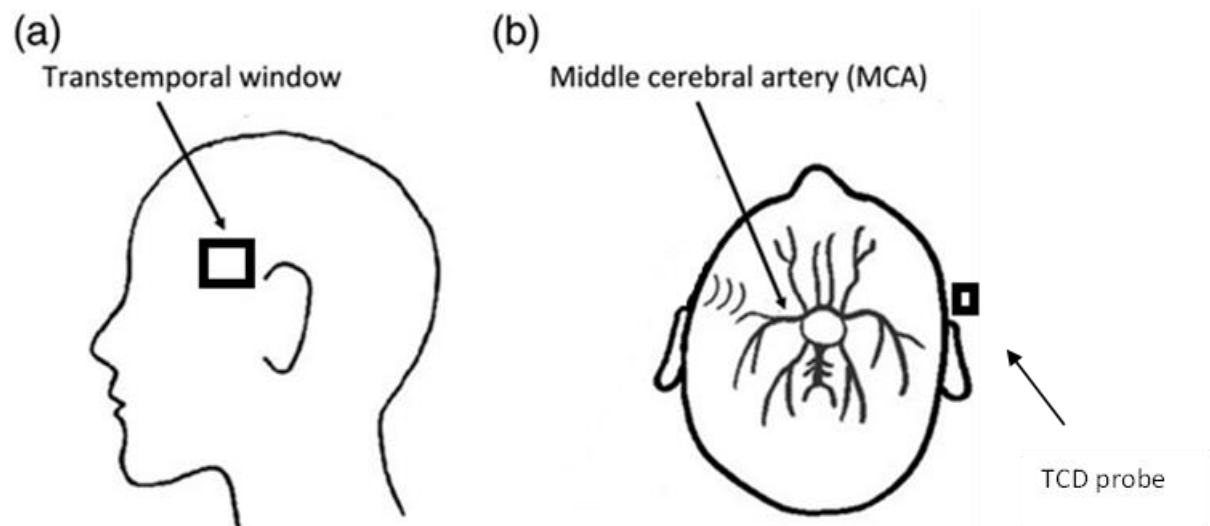 (a)
Transtemporal window
(b)
Middle cerebral artery (MCA)
TCD probe